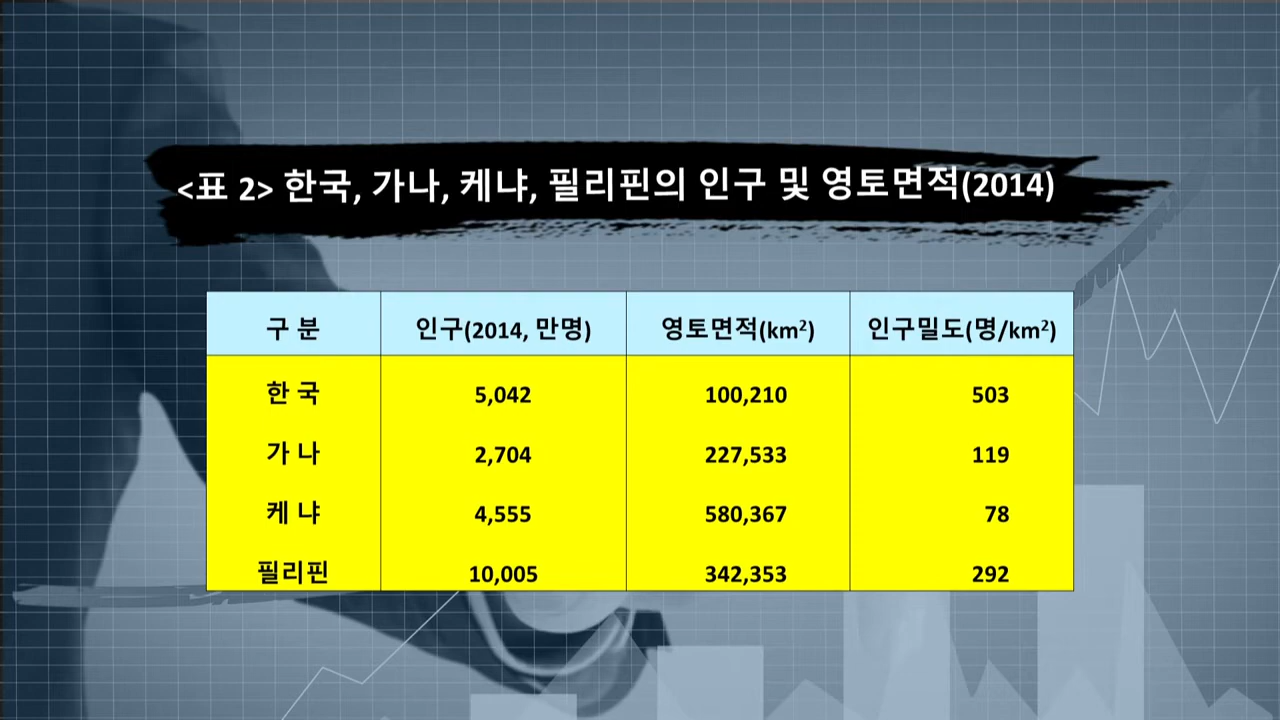 <표 2> 한국, 가나, 케냐, 필리핀의 인구 및 영토면적(2014)
구 분 인구(2014, 만명) 영토면적(km²) 인구밀도(명/km²)
한 국 5,042 100,210 503
가 나 2,704 227,533 119
케 냐 4,555 580,367 78
필리핀 10,005 342,353 292